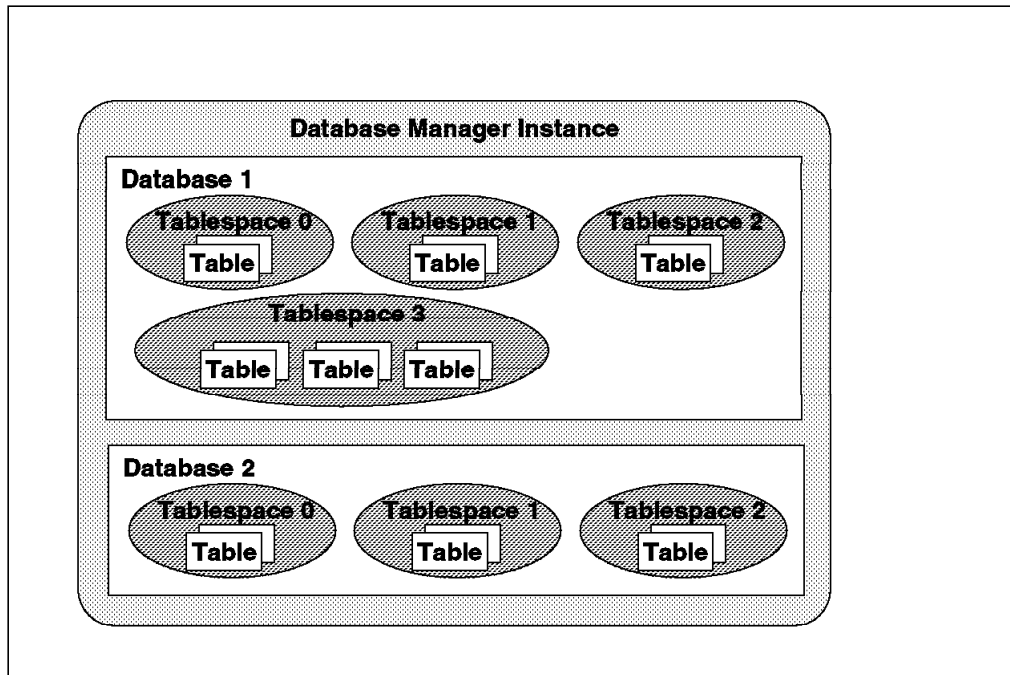 Database Manager Instance
Database 1
Tablespace 0
Table
Tablespace 1
Table
Tablespace 2
Table
Tablespace 3
Table
Table
Table
Database 2
Tablespace 0
Table
Tablespace 1
Table
Tablespace 2
Table